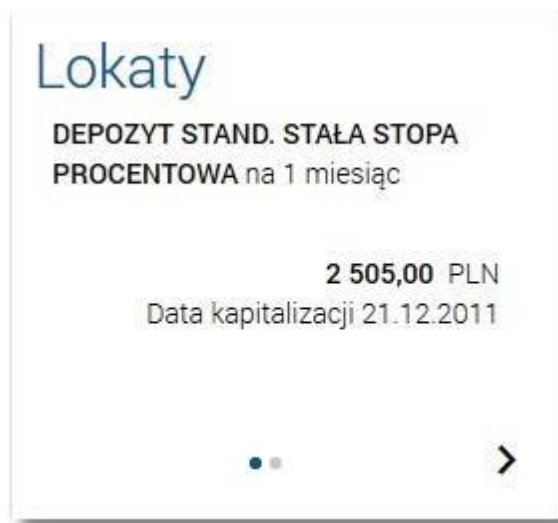 Lokaty
DEPOZYT STAND. STAŁA STOPA
PROCENTOWA na 1 miesiąc
2 505,00 PLN
Data kapitalizacji 21.12.2011